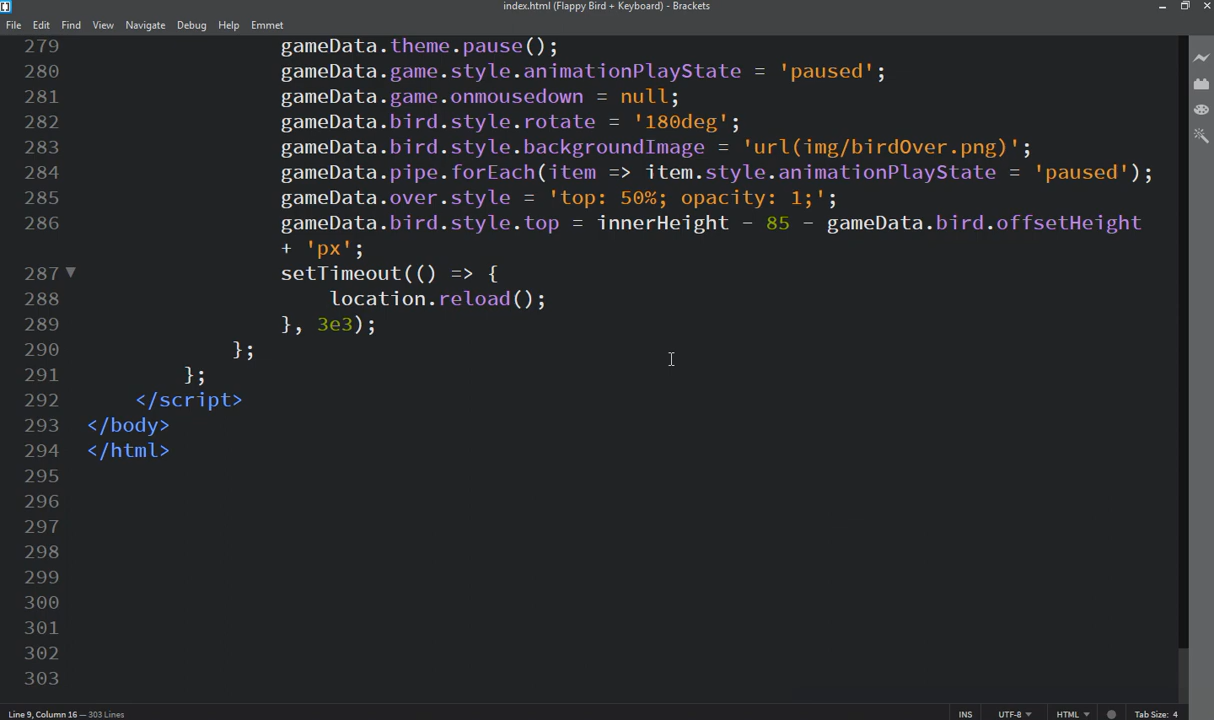 index.html (Flappy Bird + Keyboard) - Brackets
File Edit Find View Navigate Debug Help Emmet
279 gameData.theme.pause();
280 gameData.game.style.animationPlayState = 'paused';
281 gameData.game.onmousedown = null;
282 gameData.bird.style.rotate = '180deg';
283 gameData.bird.style.backgroundImage = 'url(img/birdOver.png)';
284 gameData.pipe.forEach(item => item.style.animationPlayState = 'paused');
285 gameData.over.style = 'top: 50%; opacity: 1;';
286 gameData.bird.style.top = innerHeight - 85 - gameData.bird.offsetHeight
+ 'px';
287 setTimeout(() => {
288 location.reload();
289 }, 3e3);
290 };
291 };
292 </script>
293 </body>
294 </html>
295
296
297
298
299
300
301
302
303
Line 9, Column 16 — 303 Lines INS UTF-8 HTML Tab Size: 4